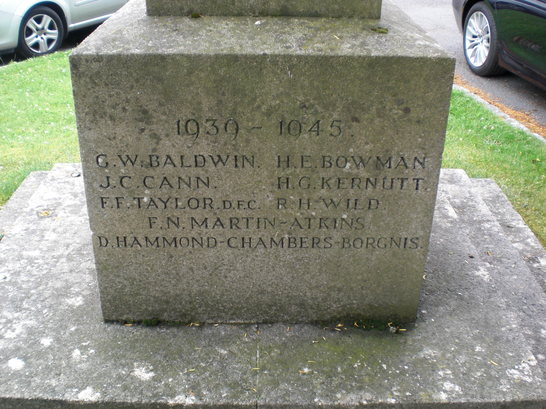 1939 - 1945.
G.W. BALDWIN. H.E. BOWMAN.
J.C. CANN. H.G. KERNUTT.
F.F. TAYLOR. D.F.C. R.H. WILD
F.N. MARTIN-ATKINS
D. HAMMOND-CHAMBERS-BORGNIS.